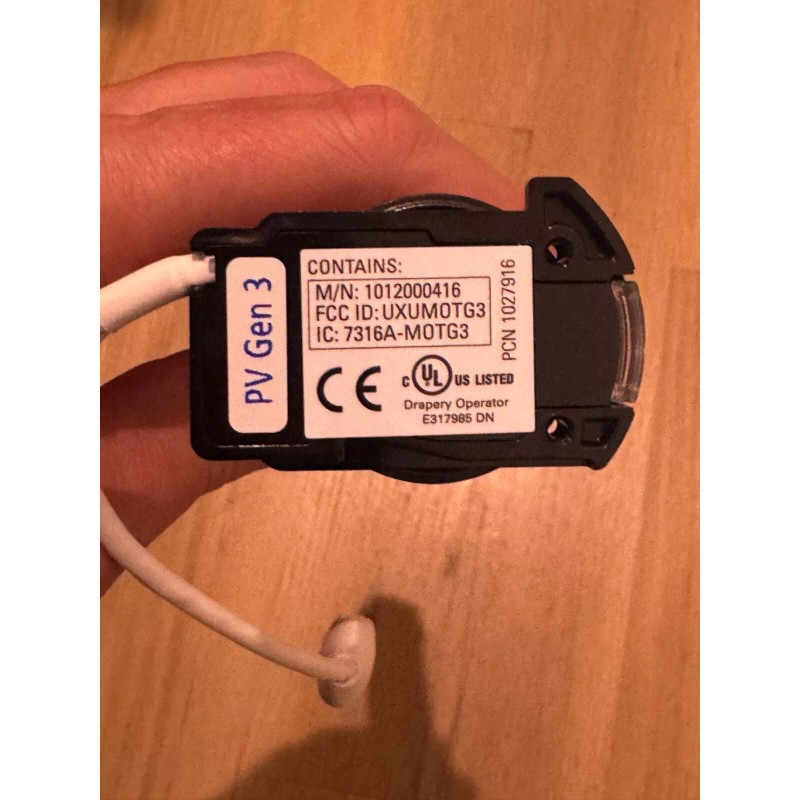 PV Gen 3
CONTAINS:
M/N: 1012000416
FCC ID: UXUMOTG3
IC: 7316A-MOTG3
PCN 1027916
CE
C UL US LISTED
Drapery Operator
E317985 DN